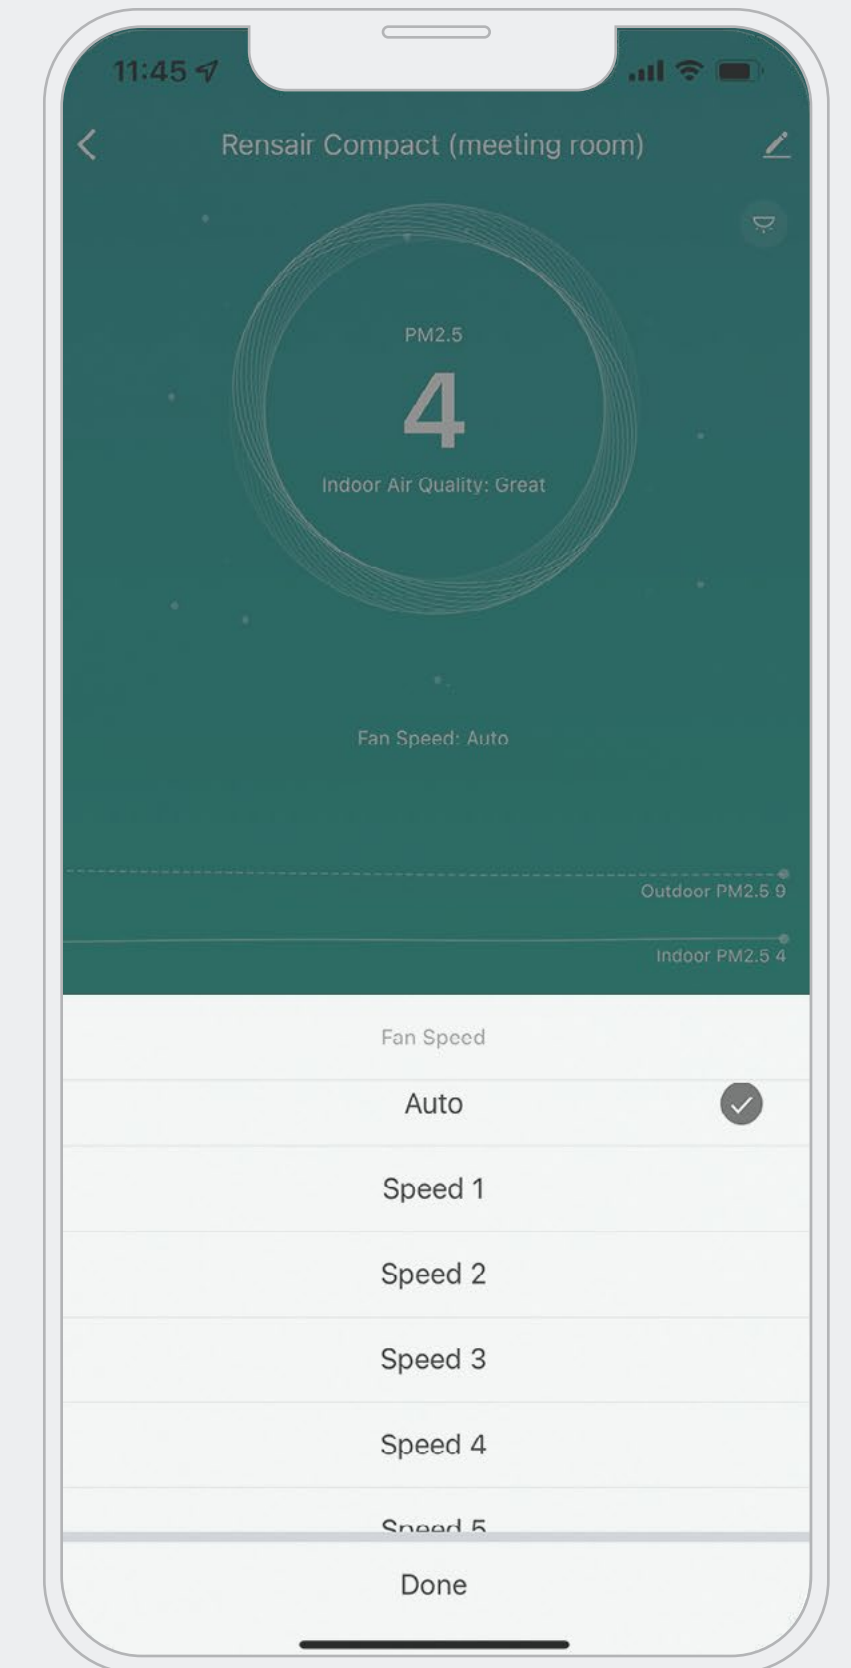 11:45
Rensair Compact (meeting room)
PM2.5
4
Indoor Air Quality: Great
Fan Speed: Auto
Outdoor PM2.5 9
Indoor PM2.5 4
Fan Speed
Auto
Speed 1
Speed 2
Speed 3
Speed 4
Speed 5
Done